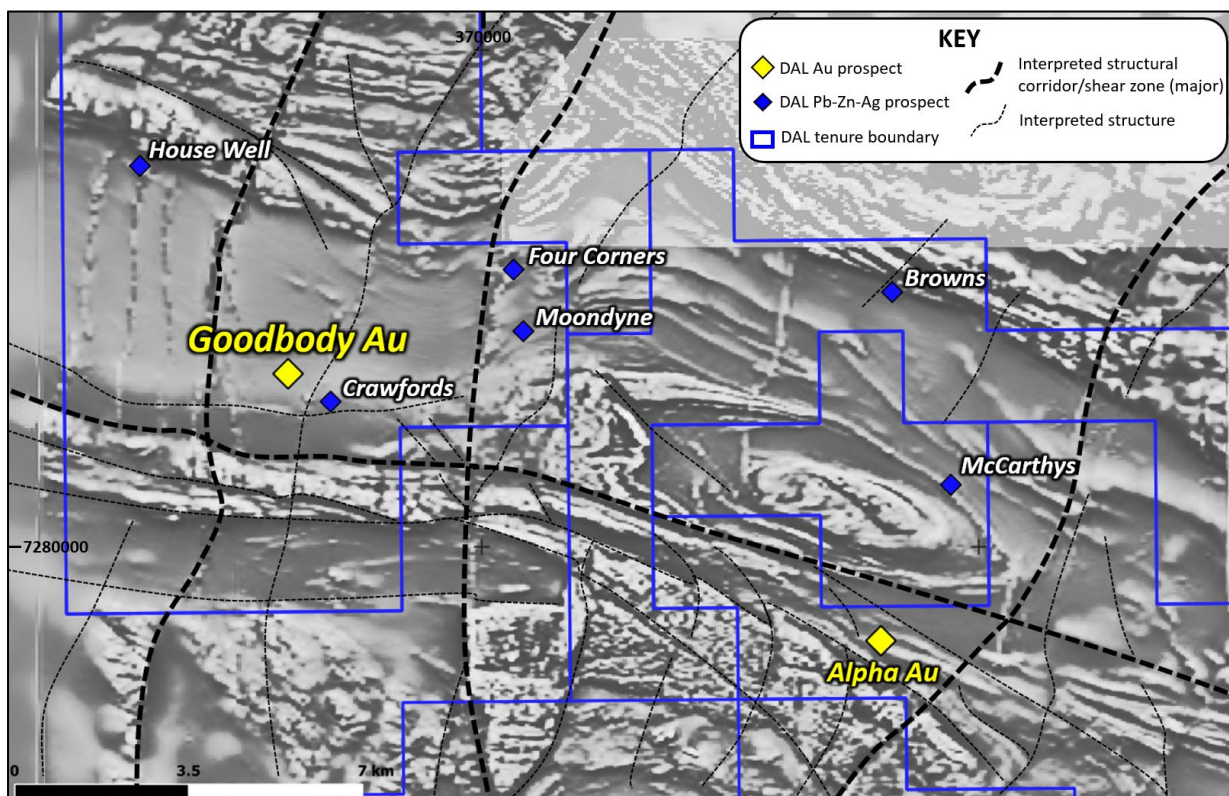 370000
KEY
DAL Au prospect
DAL Pb-Zn-Ag prospect
DAL tenure boundary
Interpreted structural
corridor/shear zone (major)
Interpreted structure
House Well
Four Corners
Browns
Moondyne
Goodbody Au
Crawfords
McCarthys
7280000
Alpha Au
0 3.5 7 km